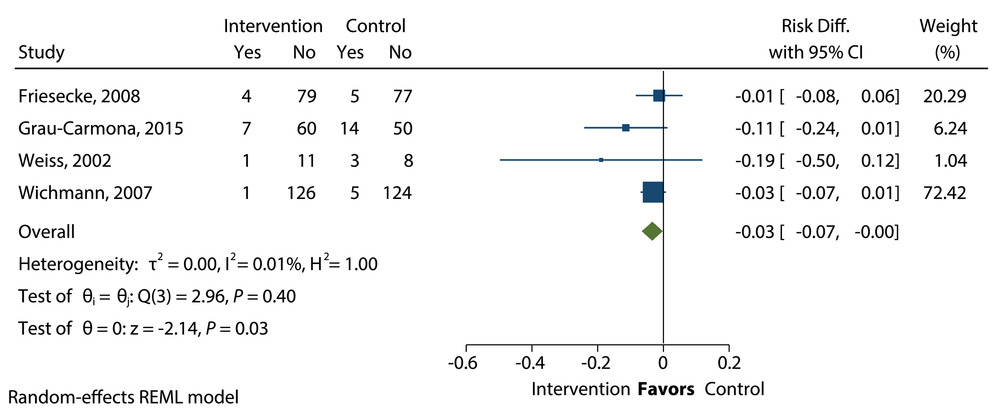 Intervention Control Risk Diff. Weight
Study Yes No Yes No with 95% CI (%)
Friesecke, 2008 4 79 5 77 -0.01 [ -0.08, 0.06] 20.29
Grau-Carmona, 2015 7 60 14 50 -0.11 [ -0.24, 0.01] 6.24
Weiss, 2002 1 11 3 8 -0.19 [ -0.50, 0.12] 1.04
Wichmann, 2007 1 126 5 124 -0.03 [ -0.07, 0.01] 72.42
Overall -0.03 [ -0.07, -0.00]
Heterogeneity: τ² = 0.00, I² = 0.01%, H² = 1.00
Test of θᵢ = θⱼ: Q(3) = 2.96, P = 0.40
Test of θ = 0: z = -2.14, P = 0.03
-0.6 -0.4 -0.2 0 0.2
Intervention Favors Control
Random-effects REML model